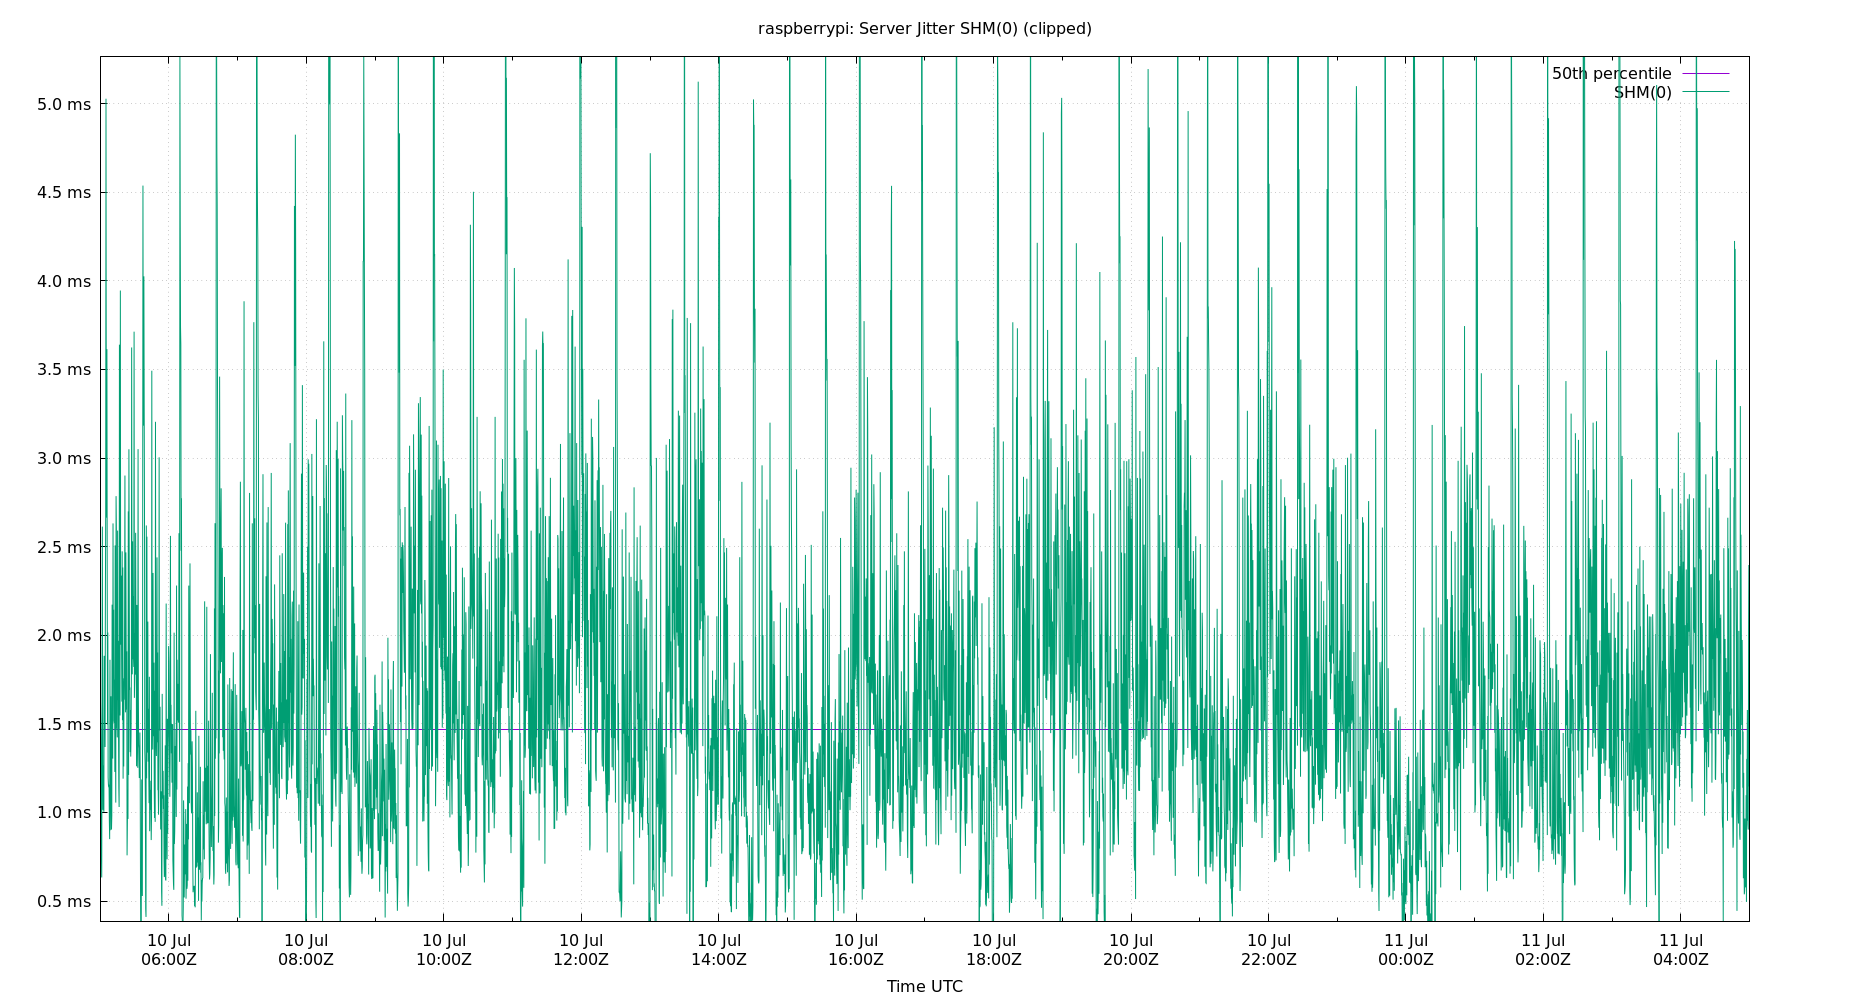 raspberrypi: Server Jitter SHM(0) (clipped)
50th percentile
SHM(0)
5.0 ms
4.5 ms
4.0 ms
3.5 ms
3.0 ms
2.5 ms
2.0 ms
1.5 ms
1.0 ms
0.5 ms
10 Jul 10 Jul 10 Jul 10 Jul 10 Jul 10 Jul 10 Jul 10 Jul 10 Jul 11 Jul 11 Jul 11 Jul
06:00Z 08:00Z 10:00Z 12:00Z 14:00Z 16:00Z 18:00Z 20:00Z 22:00Z 00:00Z 02:00Z 04:00Z
Time UTC